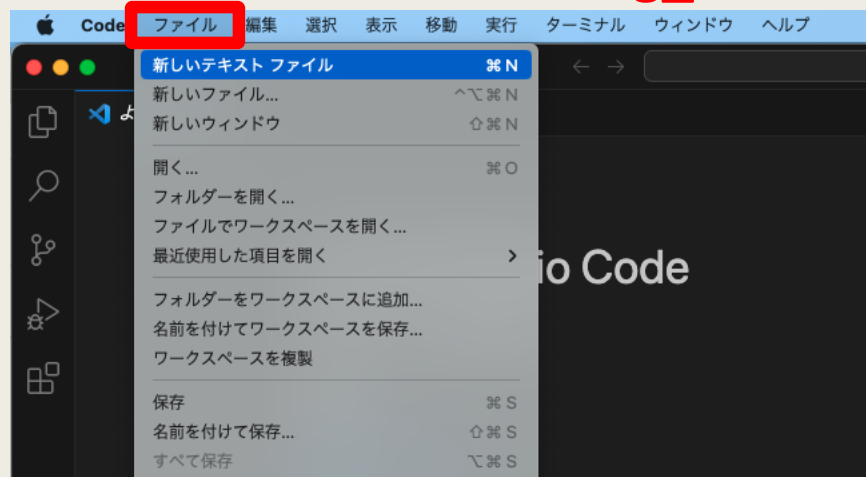 Code ファイル 編集 選択 表示 移動 実行 ターミナル ウィンドウ ヘルプ
新しいテキスト ファイル ⌘ N
新しいファイル... ⌃⌥⌘ N
新しいウィンドウ ⇧⌘ N
開く... ⌘ O
フォルダーを開く...
ファイルでワークスペースを開く...
最近使用した項目を開く
フォルダーをワークスペースに追加...
名前を付けてワークスペースを保存...
ワークスペースを複製
保存 ⌘ S
名前を付けて保存... ⇧⌘ S
すべて保存 ⌥⌘ S
よ
io Code